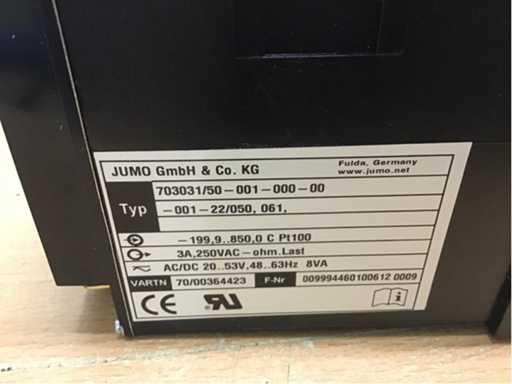 JUMO GmbH & Co. KG
Fulda, Germany
www.jumo.net
Typ
703031/50-001-000-00
-001-22/050, 061,
-199,9..850,0 C Pt100
3A,250VAC-ohm.Last
AC/DC 20..53V,48..63Hz 8VA
VARTN 70/00364423 F-Nr 009994460100612 0009
CE